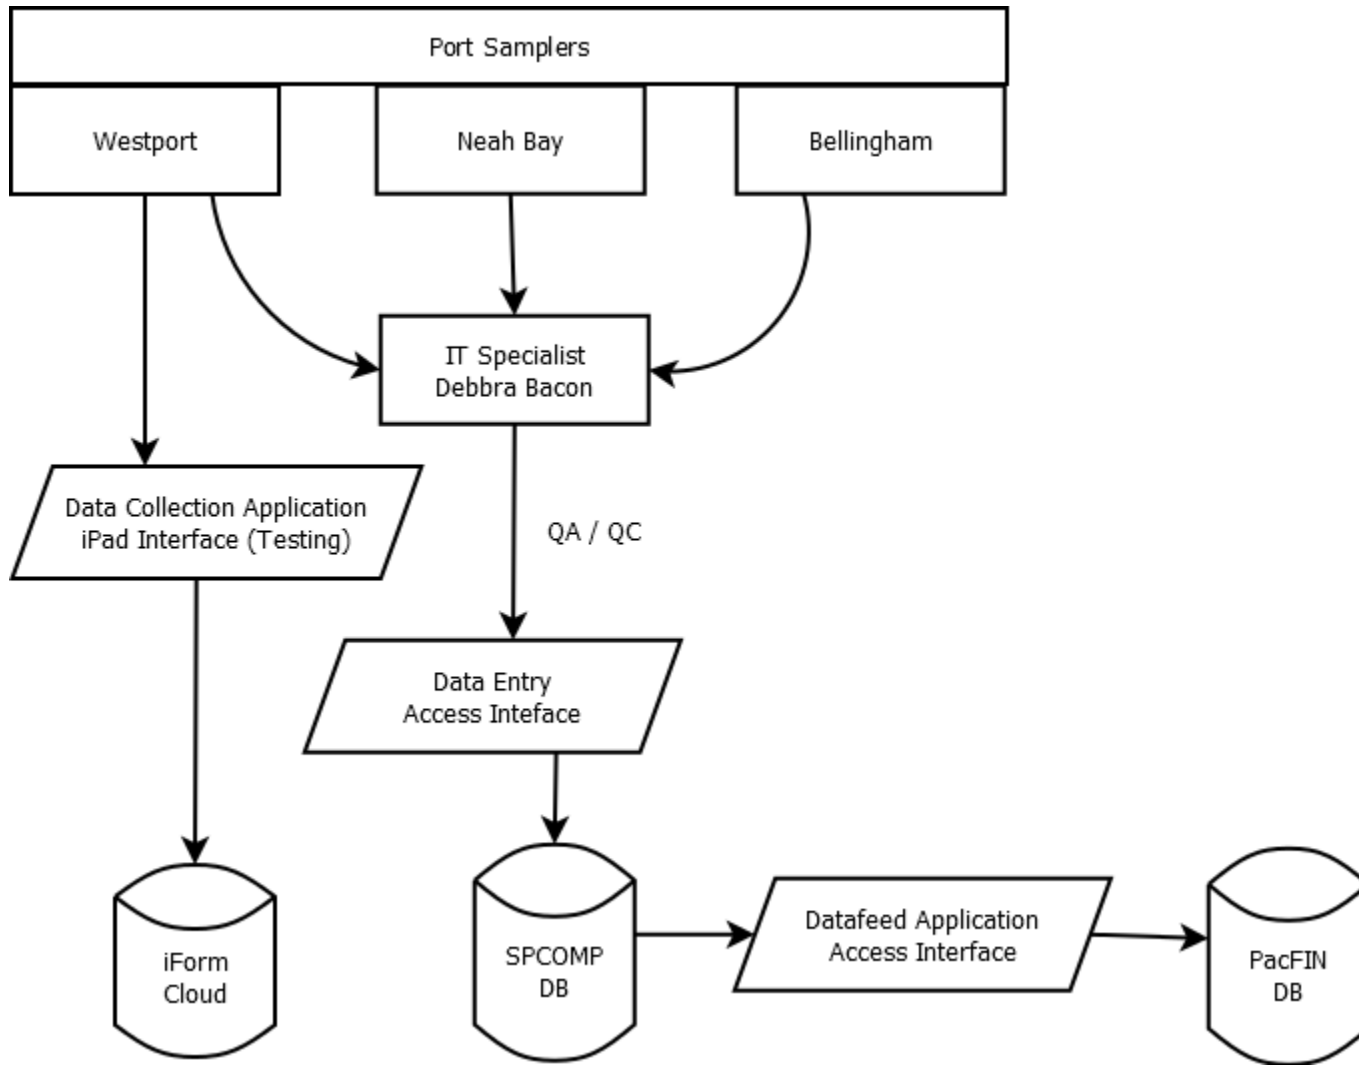 Port Samplers
Westport
Neah Bay
Bellingham
IT Specialist
Debbra Bacon
Data Collection Application
iPad Interface (Testing)
QA / QC
Data Entry
Access Inteface
iForm
Cloud
SPCOMP
DB
Datafeed Application
Access Interface
PacFIN
DB